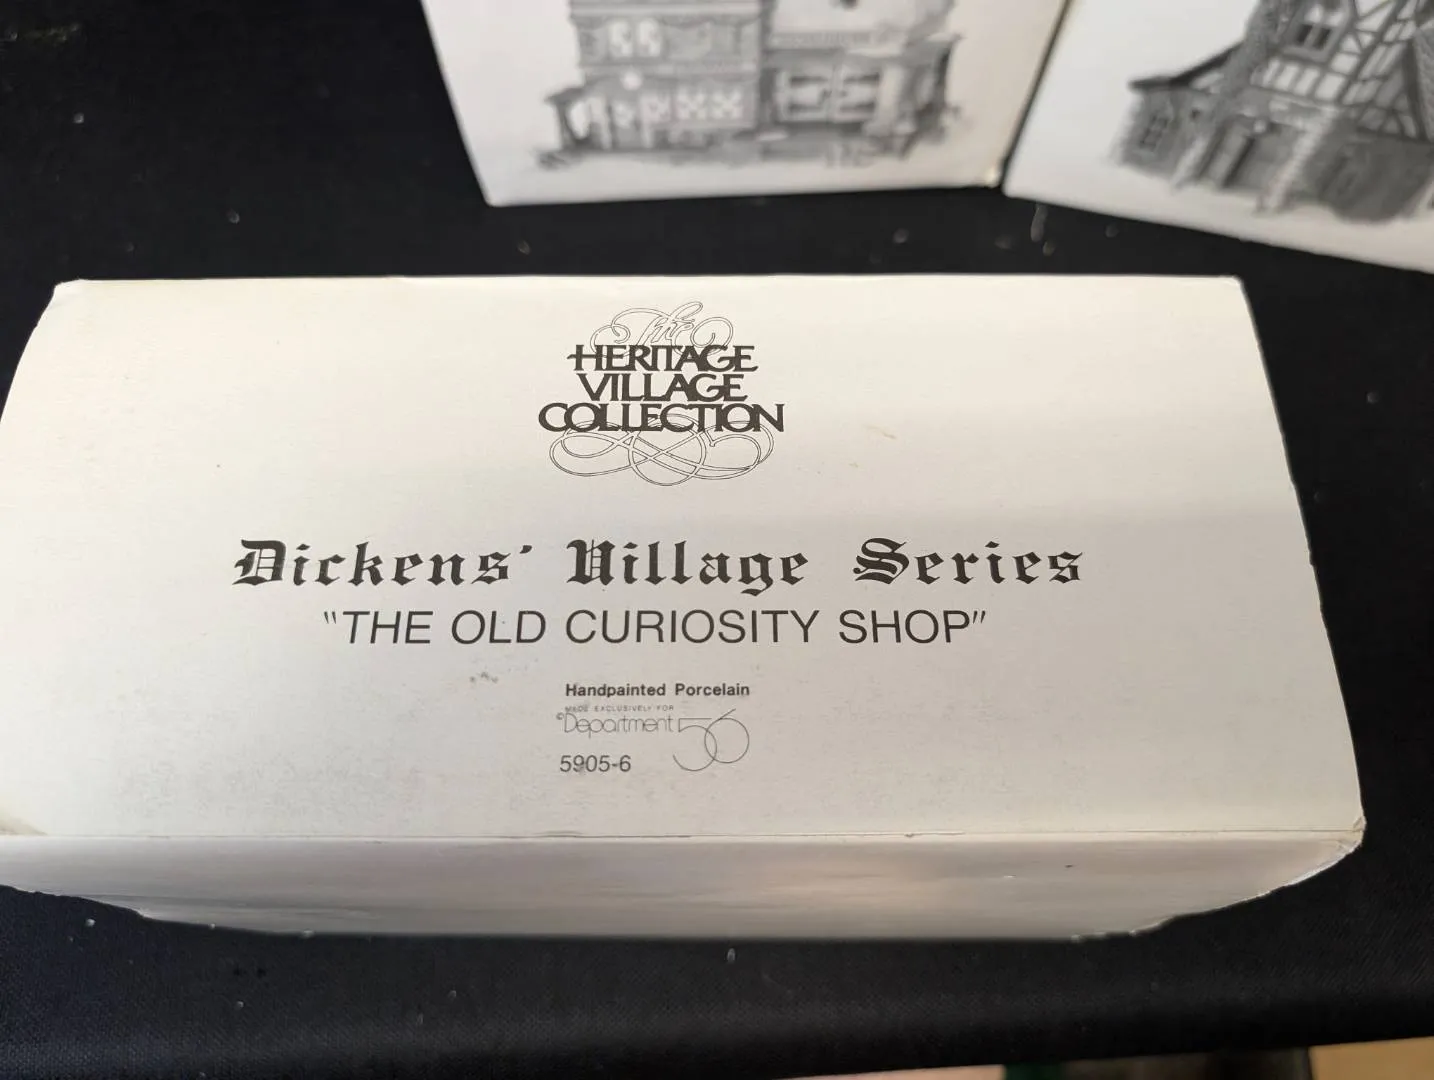 The
HERITAGE
VILLAGE
COLLECTION
Dickens' Village Series
"THE OLD CURIOSITY SHOP"
Handpainted Porcelain
MADE EXCLUSIVELY FOR
©Department 56
5905-6